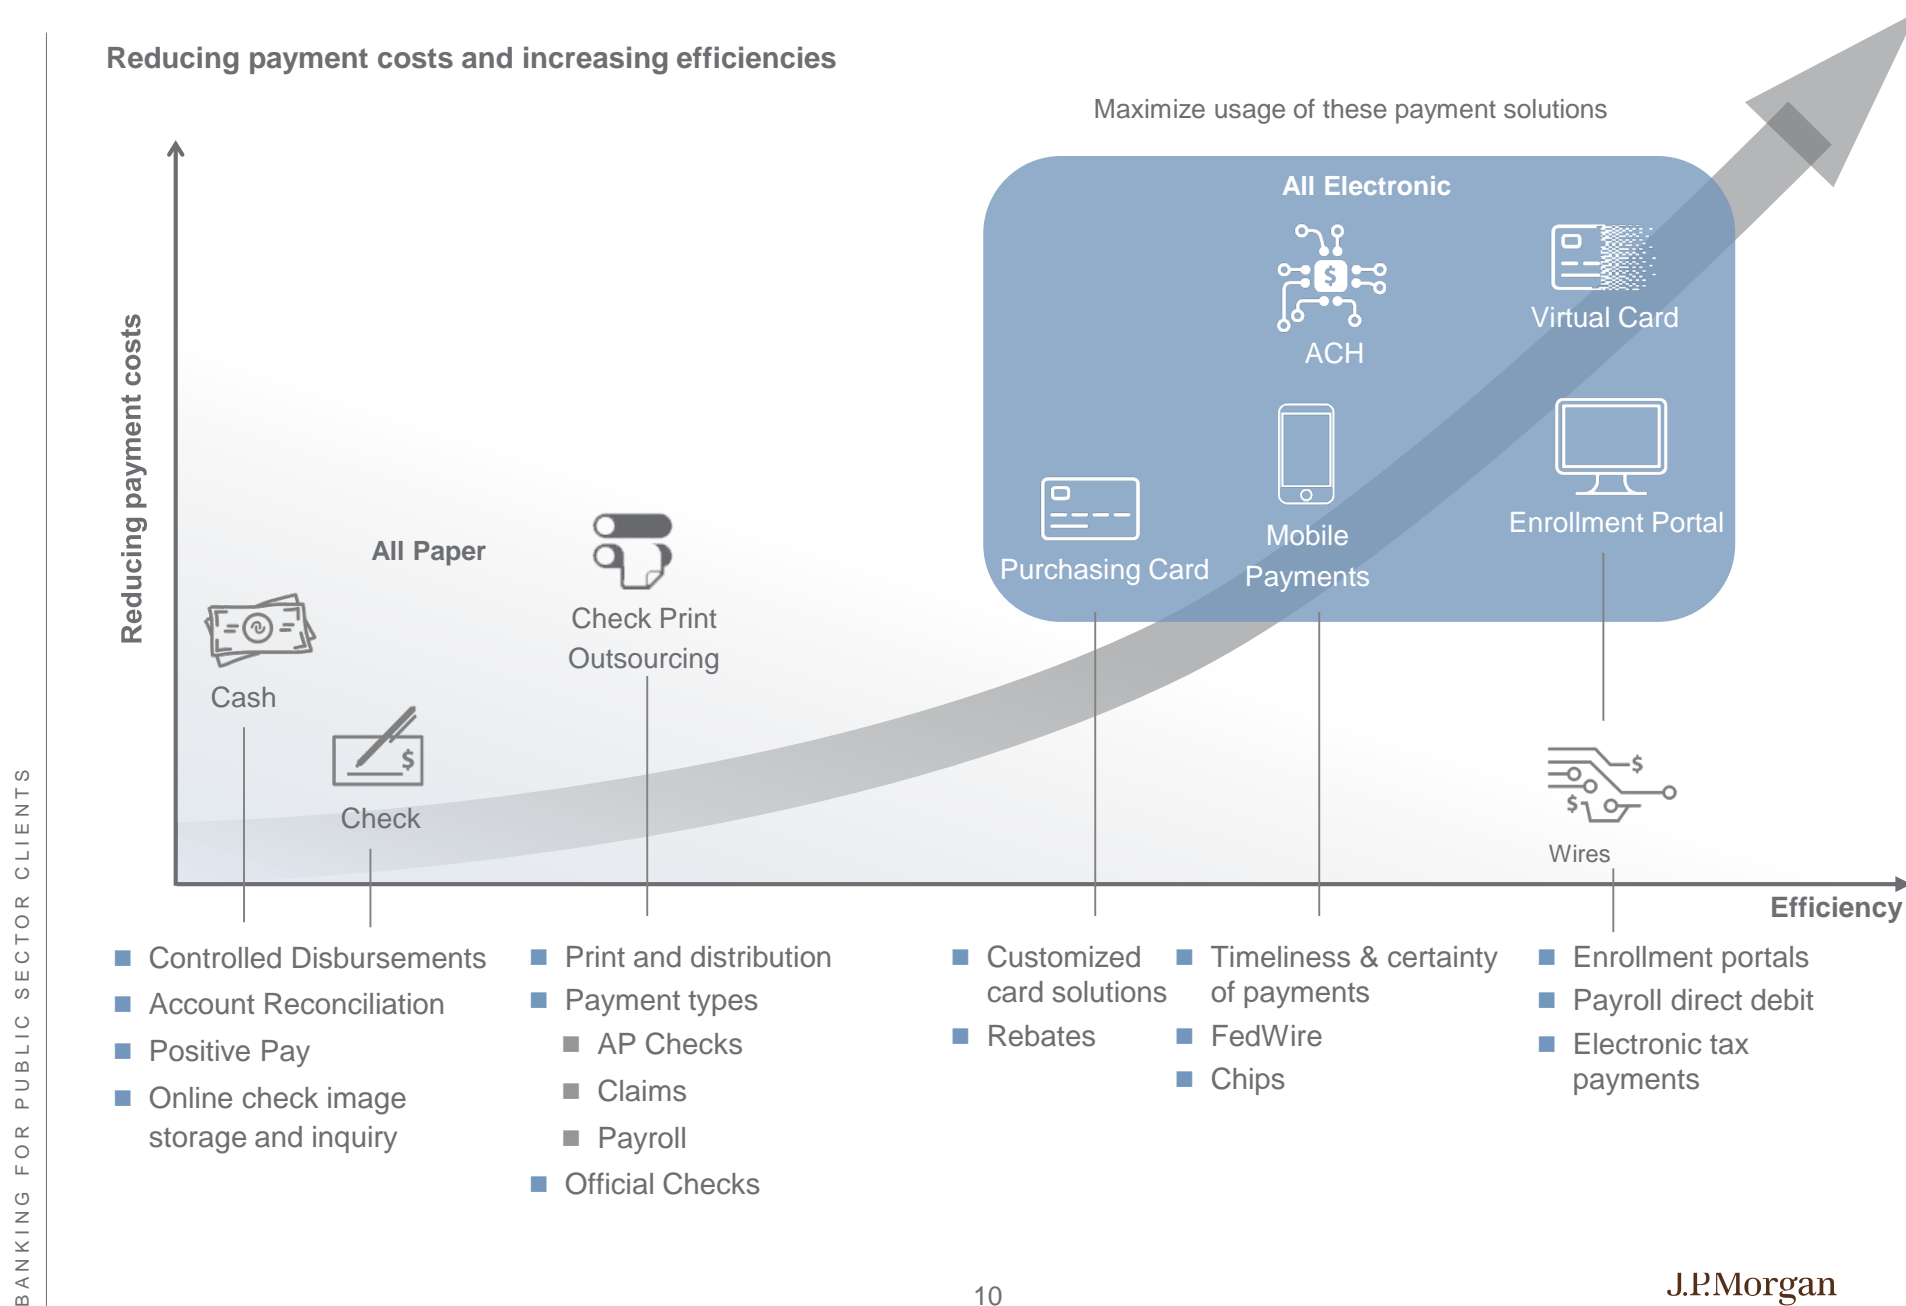 Reducing payment costs and increasing efficiencies
Maximize usage of these payment solutions
All Electronic
$
ACH
Virtual Card
Mobile
Payments
Purchasing Card
Enrollment Portal
Reducing payment costs
All Paper
Cash
Check Print
Outsourcing
$
Check
$
$
Wires
Efficiency
Controlled Disbursements
Account Reconciliation
Positive Pay
Online check image
storage and inquiry
Print and distribution
Payment types
AP Checks
Claims
Payroll
Official Checks
Customized
card solutions
Rebates
Timeliness & certainty
of payments
FedWire
Chips
Enrollment portals
Payroll direct debit
Electronic tax
payments
BANKING FOR PUBLIC SECTOR CLIENTS
10
J.P.Morgan